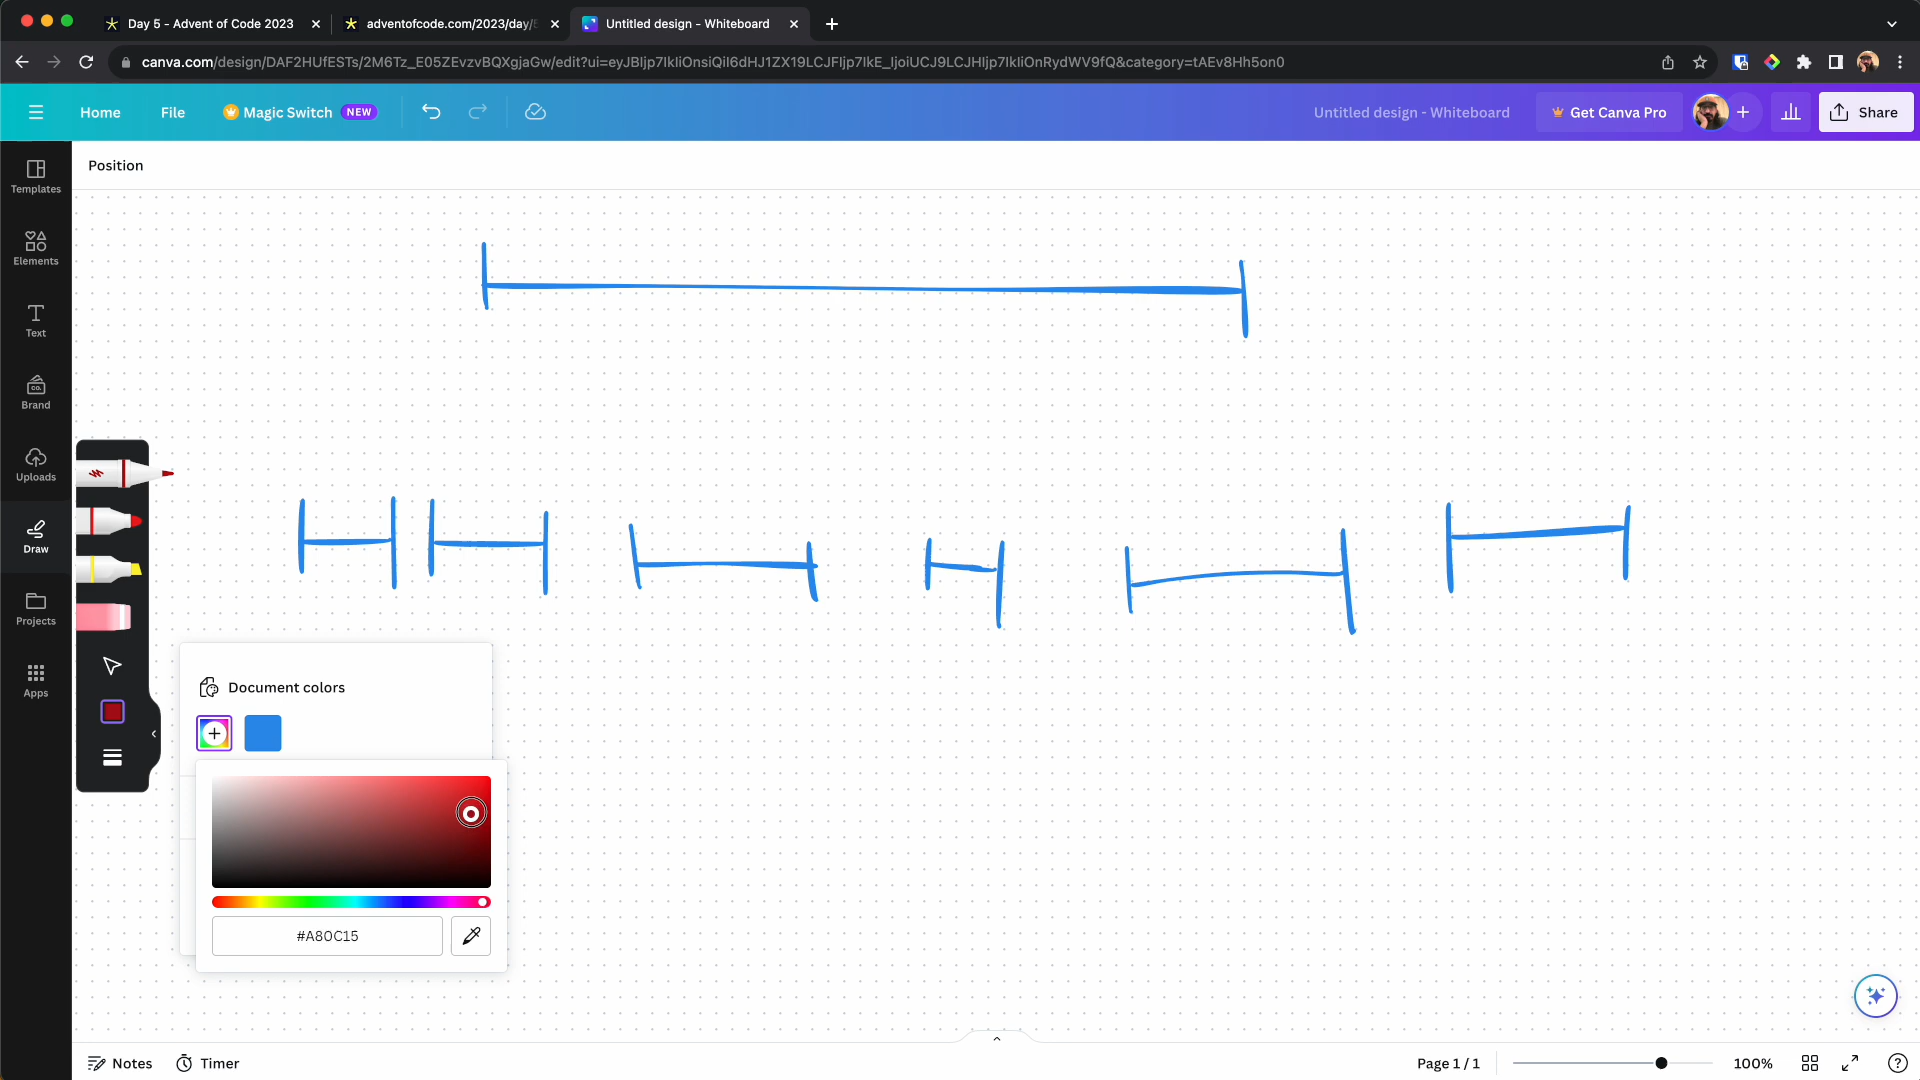 Day 5 - Advent of Code 2023
adventofcode.com/2023/day/5
Untitled design - Whiteboard
canva.com/design/DAF2HUfESTs/2M6Tz_E05ZEvzvBQXgjaGw/edit?ui=eyJBIjp7IkIiOnsiQiI6dHJ1ZX19LCJFIjp7IkE_IjoiUCJ9LCJHIjp7IkIiOnRydWV9fQ&category=tAEv8Hh5on0
Home
File
Magic Switch NEW
Untitled design - Whiteboard
Get Canva Pro
Share
Position
Templates
Elements
Text
Brand
Uploads
Draw
Projects
Apps
Document colors
#A80C15
Notes
Timer
Page 1 / 1
100%